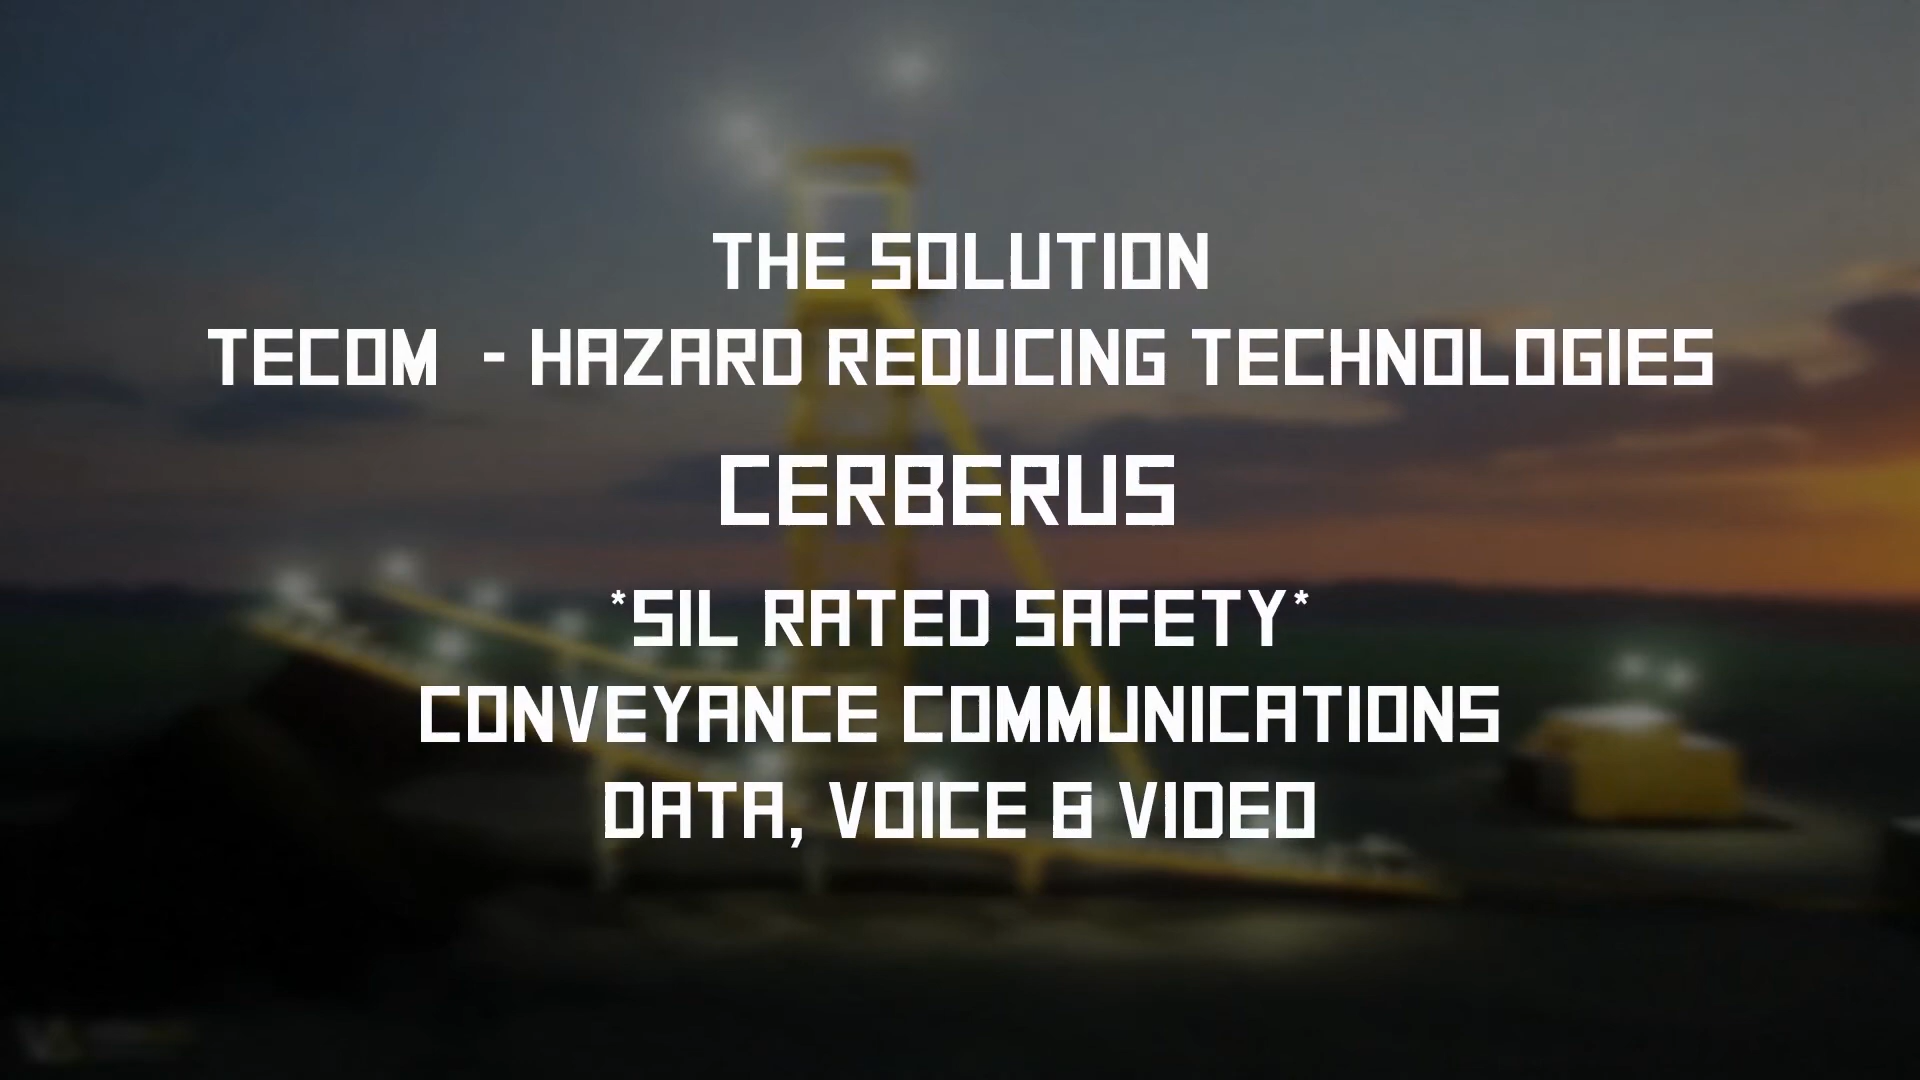 THE SOLUTION
TECOM - HAZARD REDUCING TECHNOLOGIES
CERBERUS
*SIL RATED SAFETY*
CONVEYANCE COMMUNICATIONS
DATA, VOICE & VIDEO